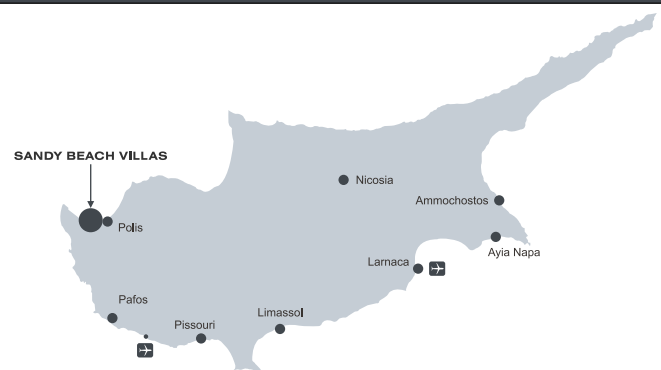 SANDY BEACH VILLAS
Nicosia
Ammochostos
Polis
Ayia Napa
Larnaca
Pafos
Limassol
Pissouri